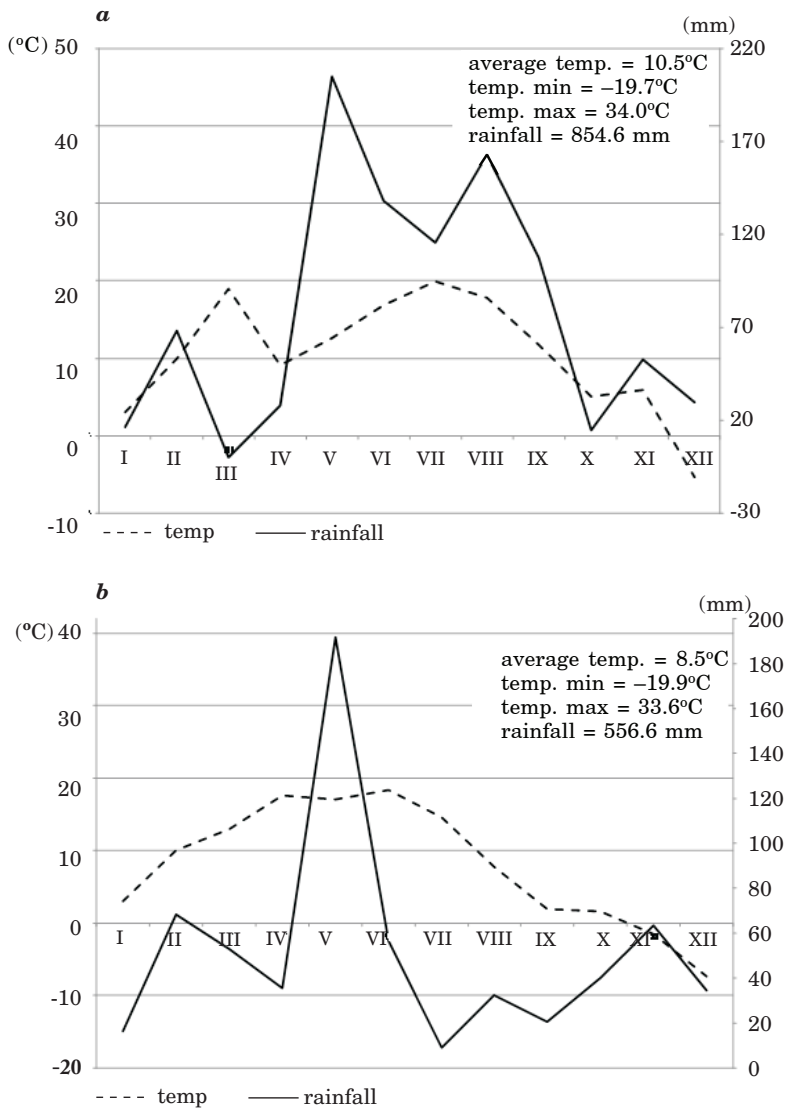 a
(ºC) 50 (mm) 220
average temp. = 10.5ºC
temp. min = –19.7ºC
temp. max = 34.0ºC
rainfall = 854.6 mm
40 170
30
120
20
70
10
20
0
I II III IV V VI VII VIII IX X XI XII
-10 -30
temp rainfall
b
(mm)
(ºC) 40 200
average temp. = 8.5ºC
temp. min = –19.9ºC
temp. max = 33.6ºC
rainfall = 556.6 mm
180
30 160
140
20 120
10 100
80
0 60
I II III IV V VI VII VIII IX X XI XII
-10 40
20
-20 0
temp rainfall